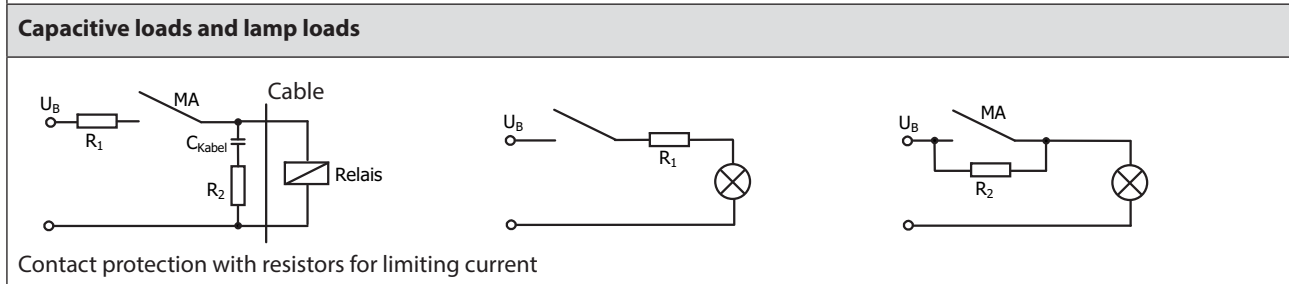 Capacitive loads and lamp loads
U_B
R_1
MA
Cable
C_Kabel
R_2
Relais
U_B
R_1
U_B
MA
R_2
Contact protection with resistors for limiting current